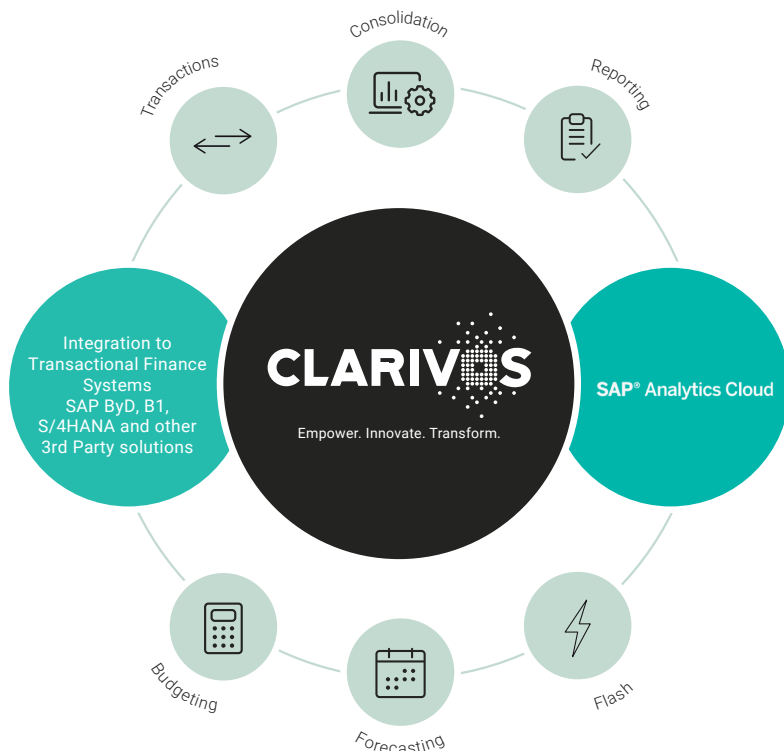 Consolidation
Transactions
Reporting
Integration to
Transactional Finance
Systems
SAP ByD, B1,
S/4HANA and other
3rd Party solutions
CLARIVOS
Empower. Innovate. Transform.
SAP® Analytics Cloud
Budgeting
Forecasting
Flash